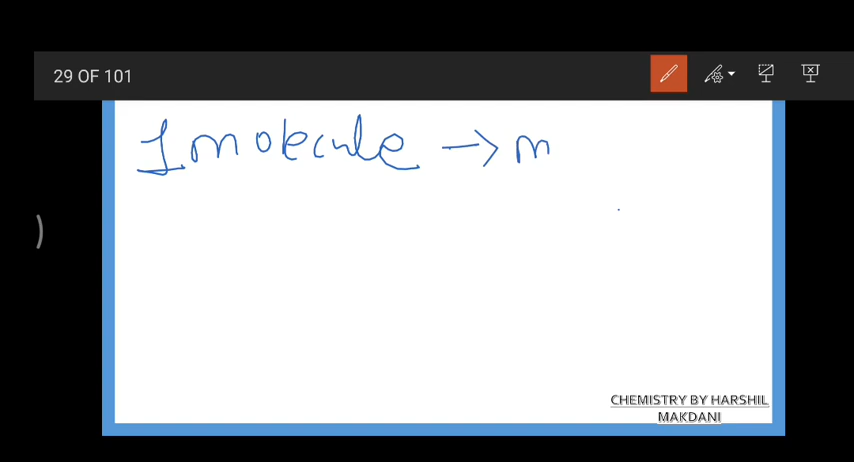 29 OF 101
1 molecule → m
CHEMISTRY BY HARSHIL
MAKDANI